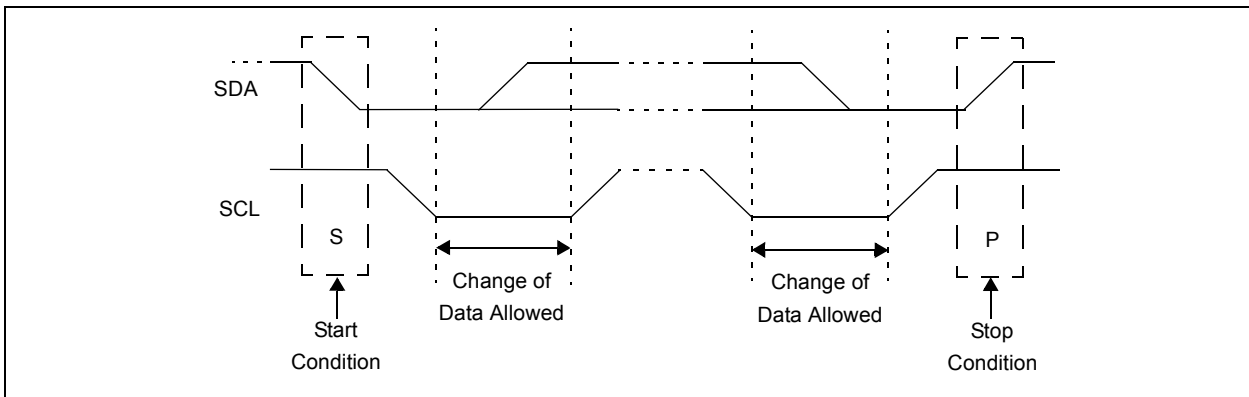 SDA
SCL
S
P
Change of
Data Allowed
Change of
Data Allowed
Start
Condition
Stop
Condition